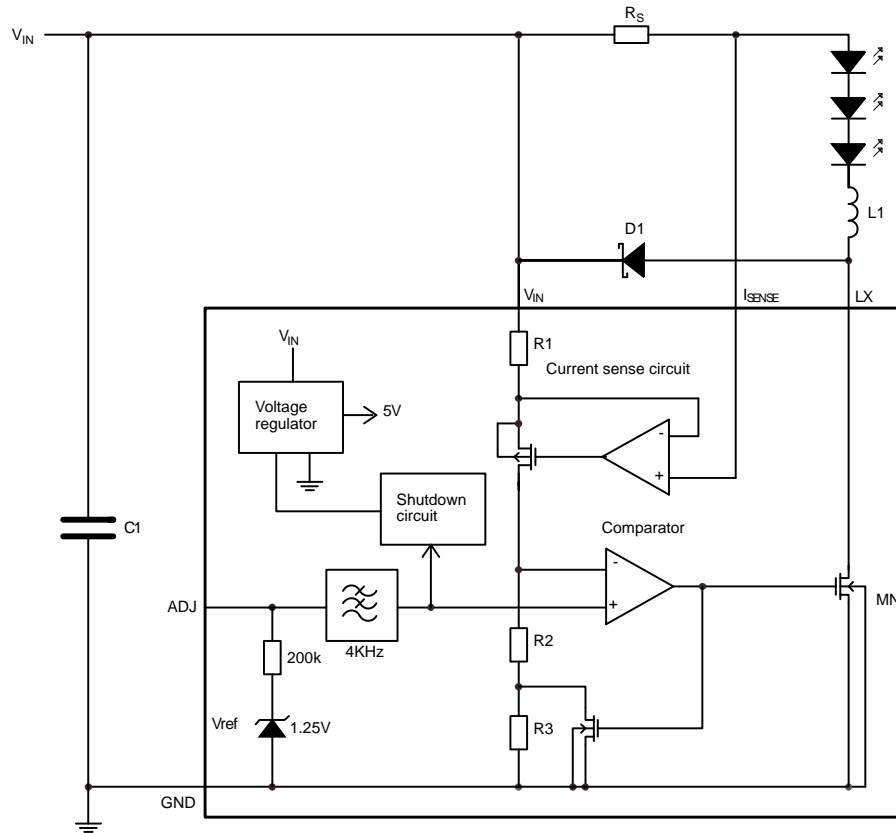 RS
VIN
L1
D1
VIN
ISENSE
LX
R1
VIN
Current sense circuit
Voltage
regulator
5V
-
+
Shutdown
circuit
C1
Comparator
-
+
ADJ
MN
4KHz
200k
R2
Vref
1.25V
R3
GND